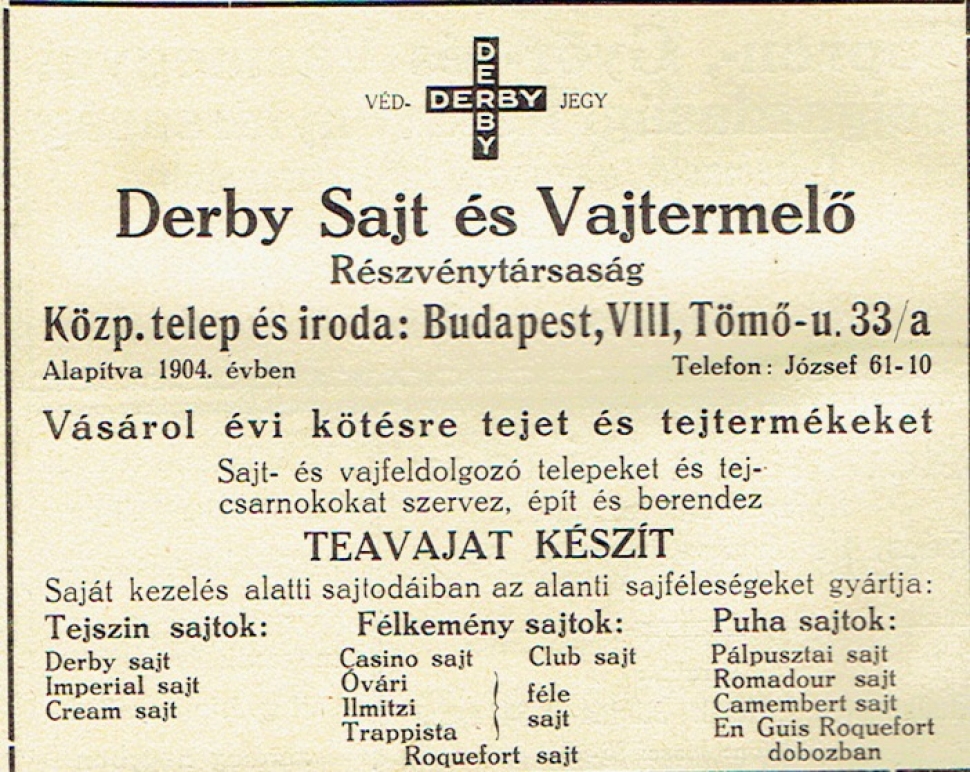 DERBY
VÉD- DERBY JEGY
Derby Sajt és Vajtermelő
Részvénytársaság
Közp. telep és iroda: Budapest, VIII, Tömő-u. 33/a
Alapítva 1904. évben Telefon: József 61-10
Vásárol évi kötésre tejet és tejtermékeket
Sajt- és vajfeldolgozó telepeket és tej-
csarnokokat szervez, épít és berendez
TEAVAJAT KÉSZÍT
Saját kezelés alatti sajtodáiban az alanti sajféleségeket gyártja:
Tejszin sajtok:
Derby sajt
Imperial sajt
Cream sajt
Félkemény sajtok:
Casino sajt Club sajt
Óvári
Ilmitzi
Trappista
féle
sajt
Roquefort sajt
Puha sajtok:
Pálpusztai sajt
Romadour sajt
Camembert sajt
En Guis Roquefort
dobozban